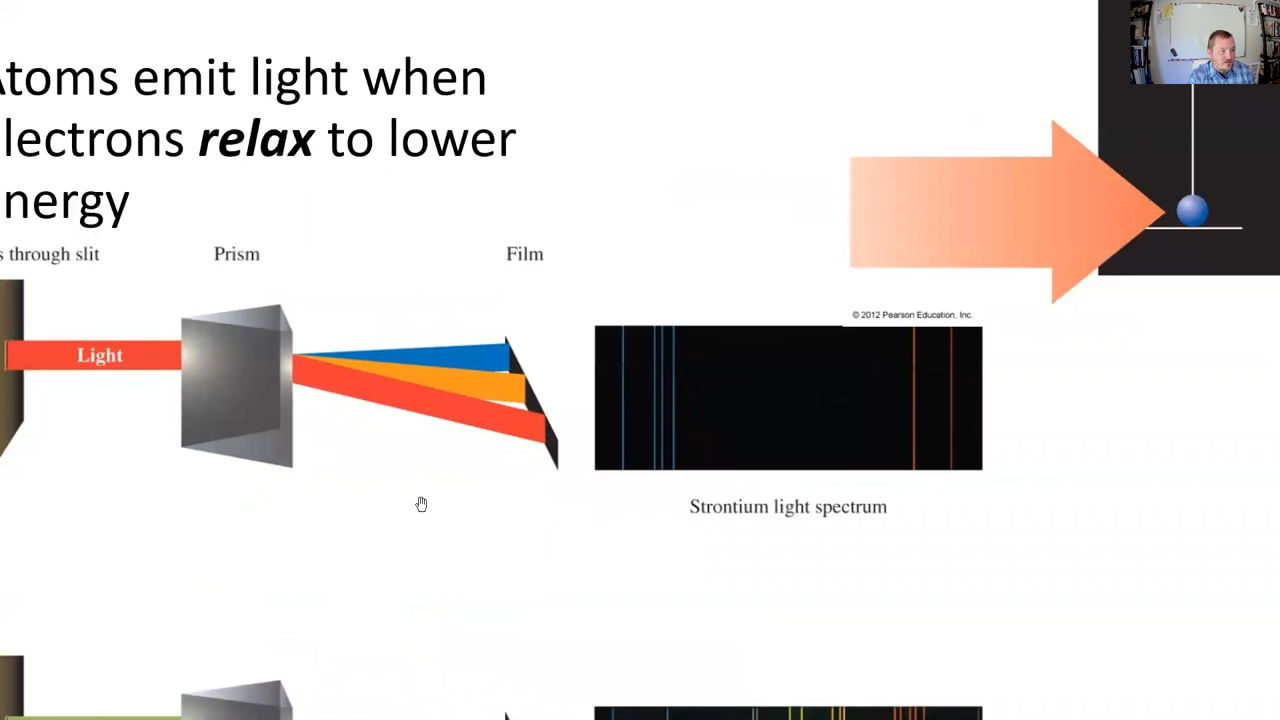 Atoms emit light when
lectrons relax to lower
nergy
s through slit
Prism
Film
Light
© 2012 Pearson Education, Inc.
Strontium light spectrum